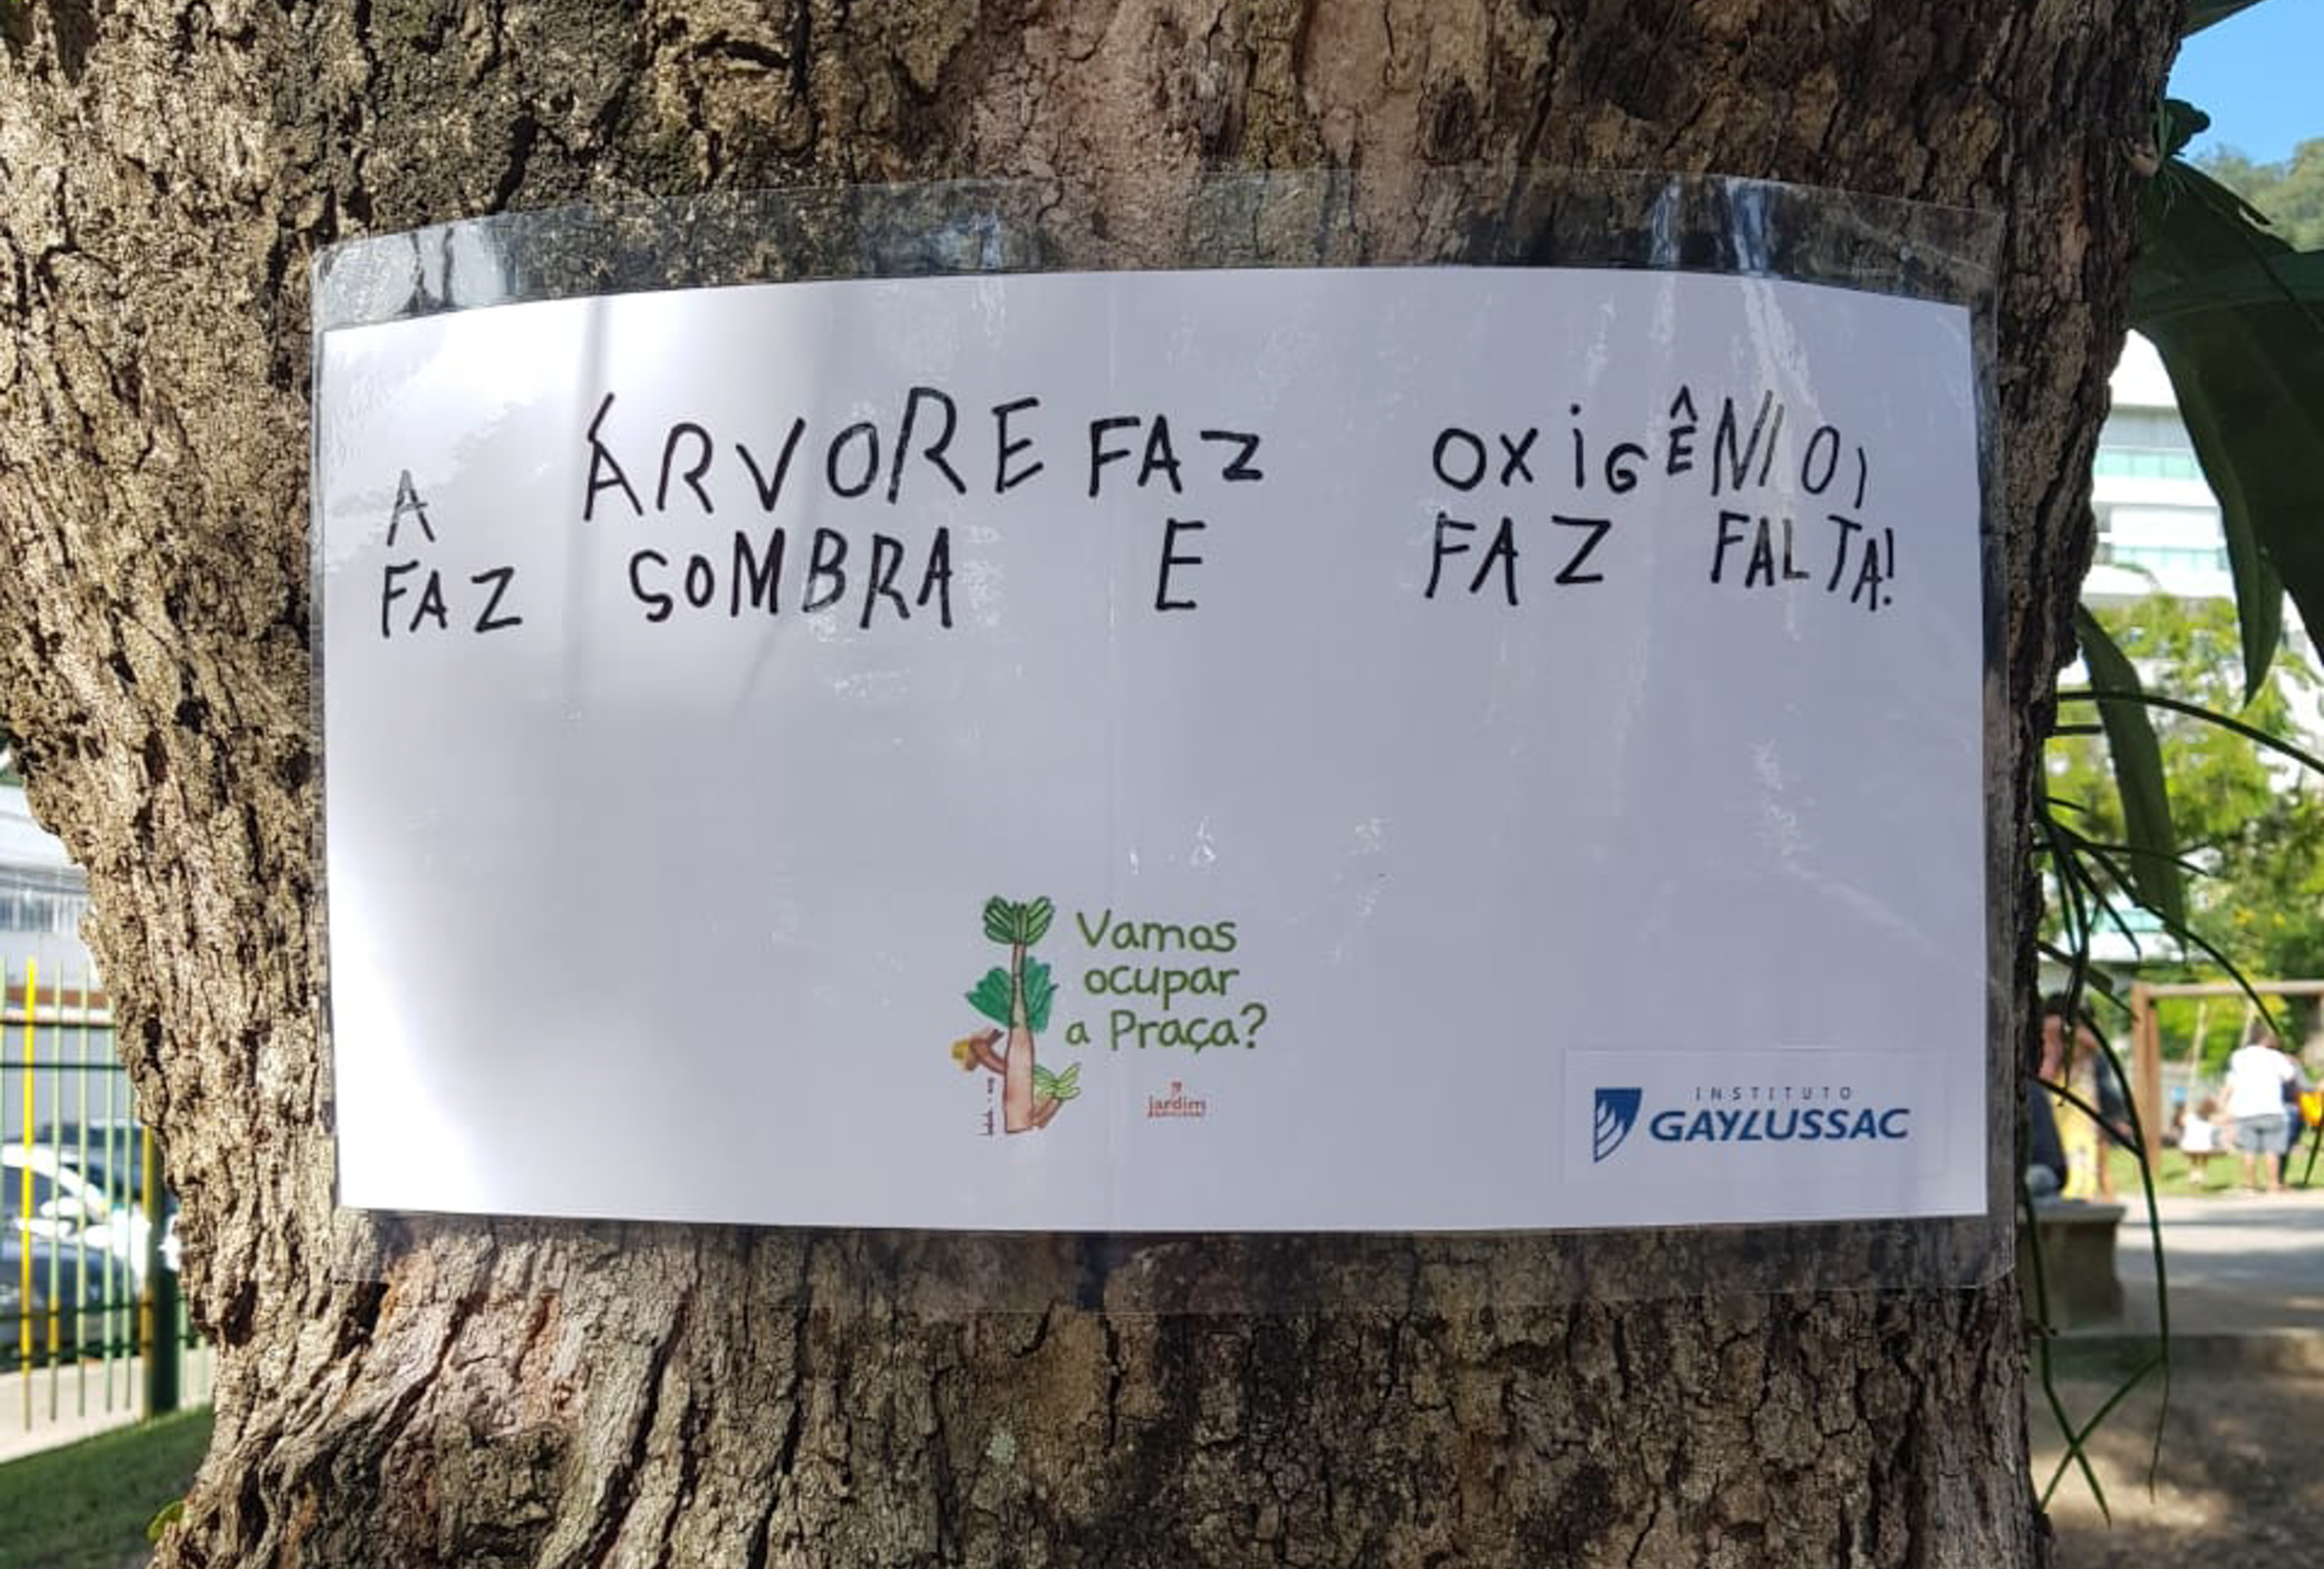 A ÁRVORE FAZ OXIGÊNIO,
FAZ SOMBRA E FAZ FALTA!
Vamos
ocupar
a Praça?
jardim
INSTITUTO
GAYLUSSAC